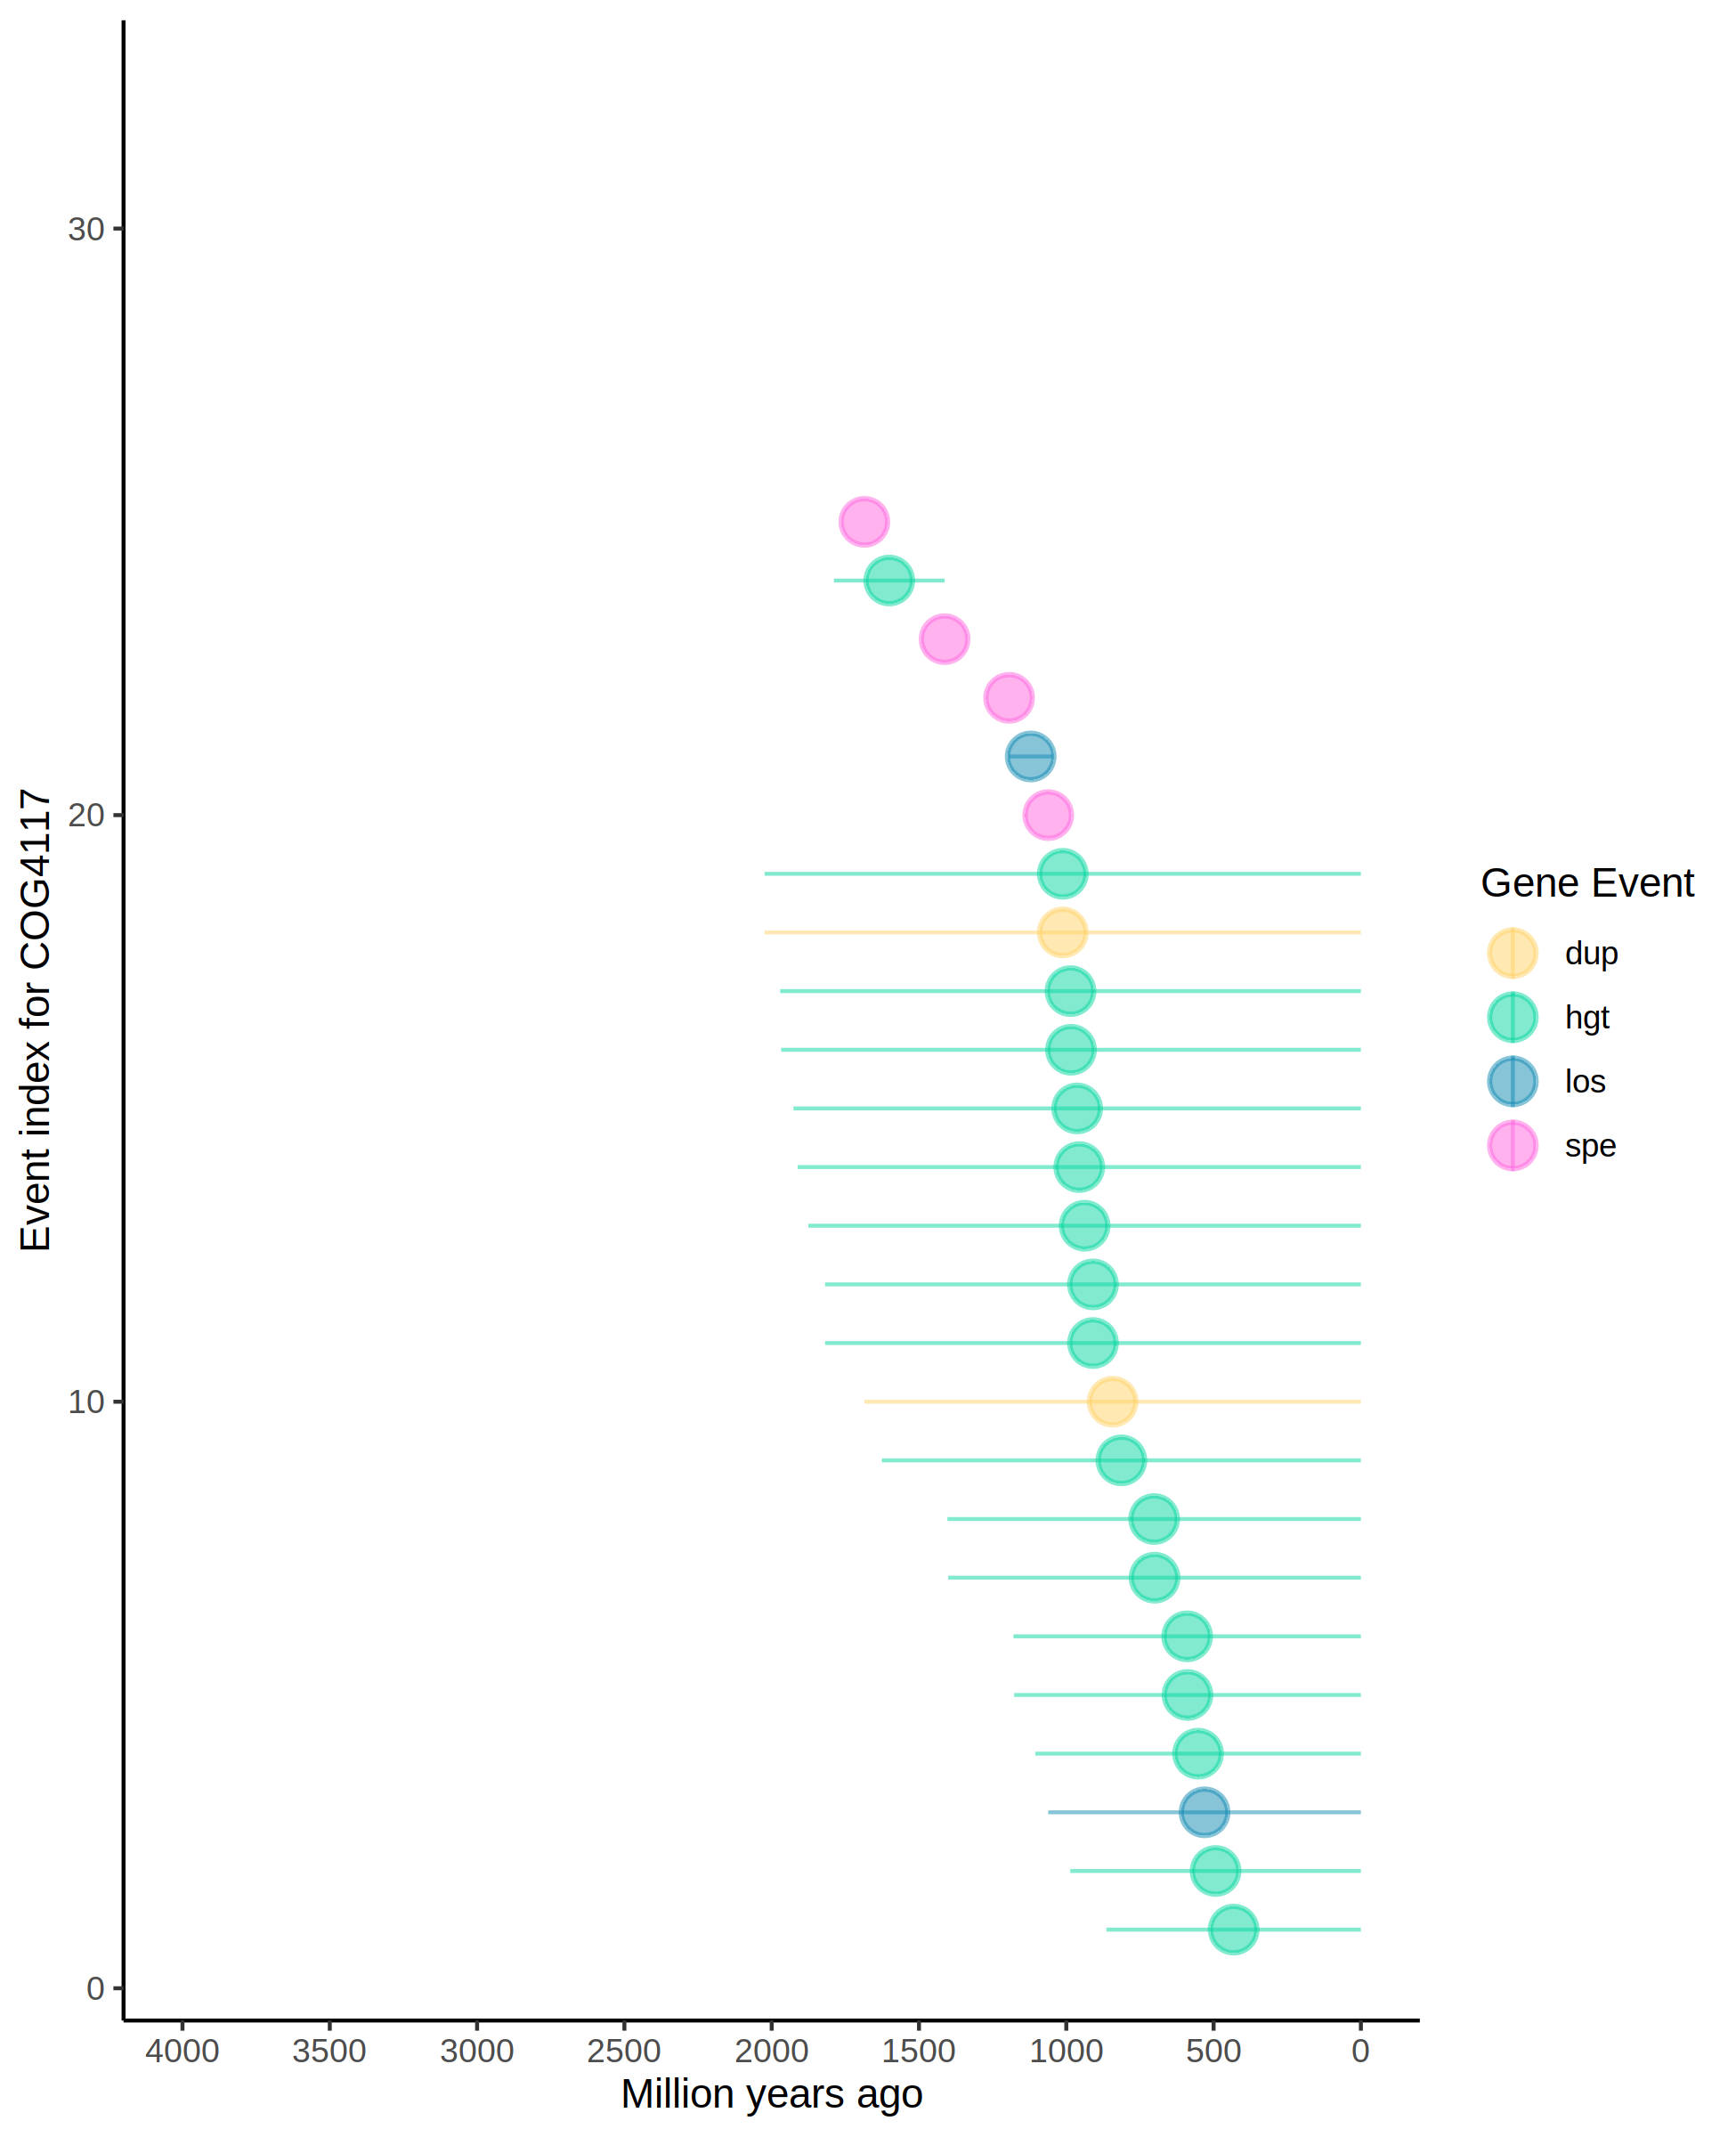 Event index for COG4117
30
20
10
0
4000 3500 3000 2500 2000 1500 1000 500 0
Million years ago
Gene Event
dup
hgt
los
spe